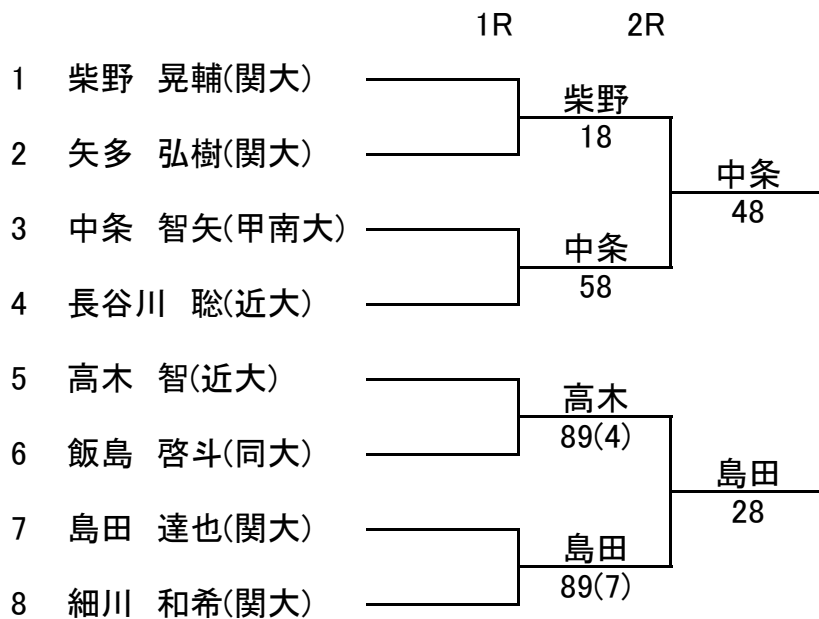 1R 2R
1 柴野 晃輔(関大)
柴野
18
2 矢多 弘樹(関大)
中条
48
3 中条 智矢(甲南大)
中条
58
4 長谷川 聡(近大)
5 高木 智(近大)
高木
89(4)
6 飯島 啓斗(同大)
島田
28
7 島田 達也(関大)
島田
89(7)
8 細川 和希(関大)